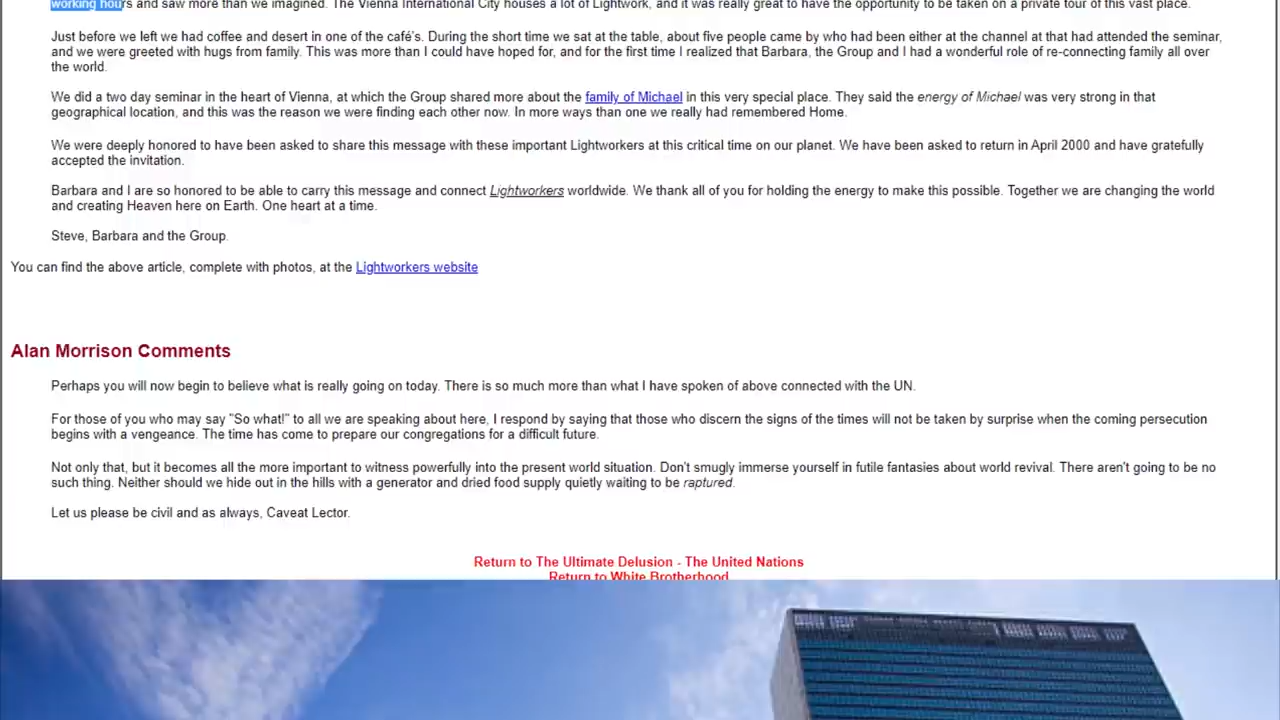 working hours and saw more than we imagined. The Vienna International City houses a lot of Lightwork, and it was really great to have the opportunity to be taken on a private tour of this vast place.
Just before we left we had coffee and desert in one of the café's. During the short time we sat at the table, about five people came by who had been either at the channel at that had attended the seminar,
and we were greeted with hugs from family. This was more than I could have hoped for, and for the first time I realized that Barbara, the Group and I had a wonderful role of re-connecting family all over
the world.
We did a two day seminar in the heart of Vienna, at which the Group shared more about the family of Michael in this very special place. They said the energy of Michael was very strong in that
geographical location, and this was the reason we were finding each other now. In more ways than one we really had remembered Home.
We were deeply honored to have been asked to share this message with these important Lightworkers at this critical time on our planet. We have been asked to return in April 2000 and have gratefully
accepted the invitation.
Barbara and I are so honored to be able to carry this message and connect Lightworkers worldwide. We thank all of you for holding the energy to make this possible. Together we are changing the world
and creating Heaven here on Earth. One heart at a time.
Steve, Barbara and the Group.
You can find the above article, complete with photos, at the Lightworkers website
Alan Morrison Comments
Perhaps you will now begin to believe what is really going on today. There is so much more than what I have spoken of above connected with the UN.
For those of you who may say "So what!" to all we are speaking about here, I respond by saying that those who discern the signs of the times will not be taken by surprise when the coming persecution
begins with a vengeance. The time has come to prepare our congregations for a difficult future.
Not only that, but it becomes all the more important to witness powerfully into the present world situation. Don't smugly immerse yourself in futile fantasies about world revival. There aren't going to be no
such thing. Neither should we hide out in the hills with a generator and dried food supply quietly waiting to be raptured.
Let us please be civil and as always, Caveat Lector.
Return to The Ultimate Delusion - The United Nations
Return to White Brotherhood